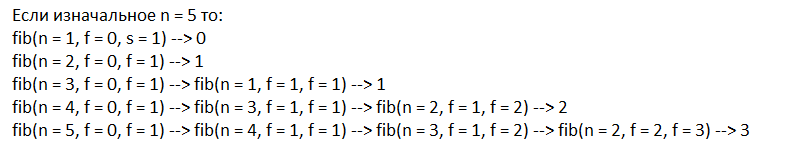 Если изначальное n = 5 то:
fib(n = 1, f = 0, s = 1) --> 0
fib(n = 2, f = 0, f = 1) --> 1
fib(n = 3, f = 0, f = 1) --> fib(n = 1, f = 1, f = 1) --> 1
fib(n = 4, f = 0, f = 1) --> fib(n = 3, f = 1, f = 1) --> fib(n = 2, f = 1, f = 2) --> 2
fib(n = 5, f = 0, f = 1) --> fib(n = 4, f = 1, f = 1) --> fib(n = 3, f = 1, f = 2) --> fib(n = 2, f = 2, f = 3) --> 3